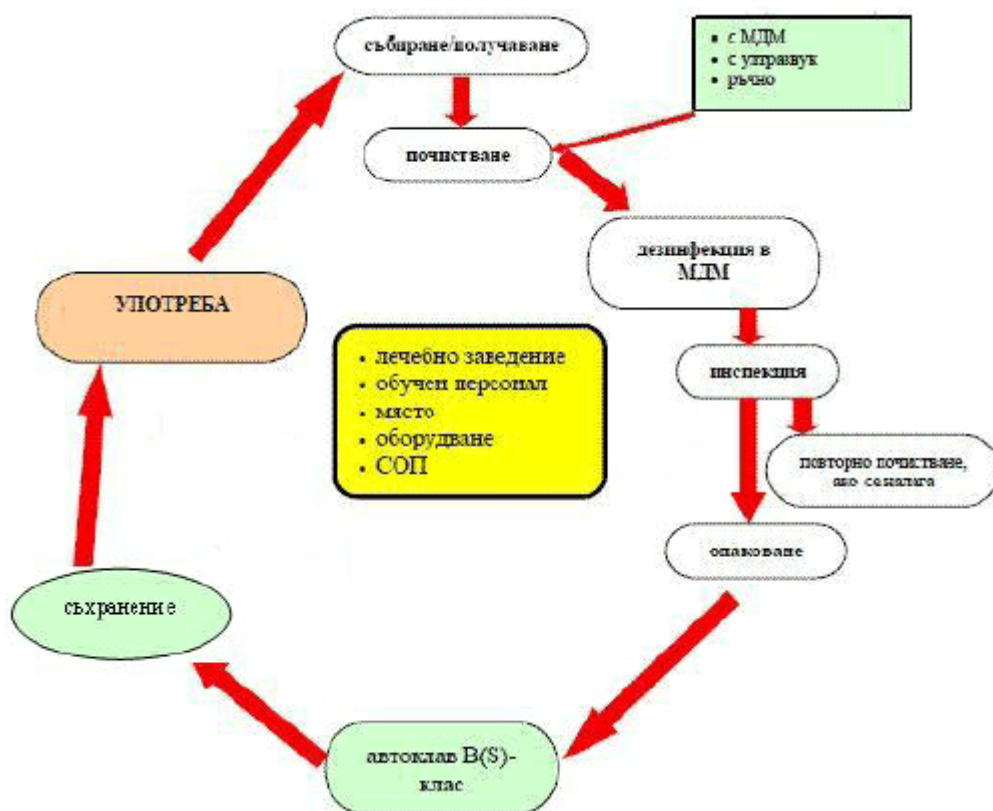 събиране/получаване
• с МДМ
• с ултразвук
• ръчно
почистване
дезинфекция в
МДМ
инспекция
повторно почистване,
ако се налага
опаковане
автоклав B(S)-
клас
съхранение
УПОТРЕБА
• лечебно заведение
• обучен персонал
• място
• оборудване
• СОП